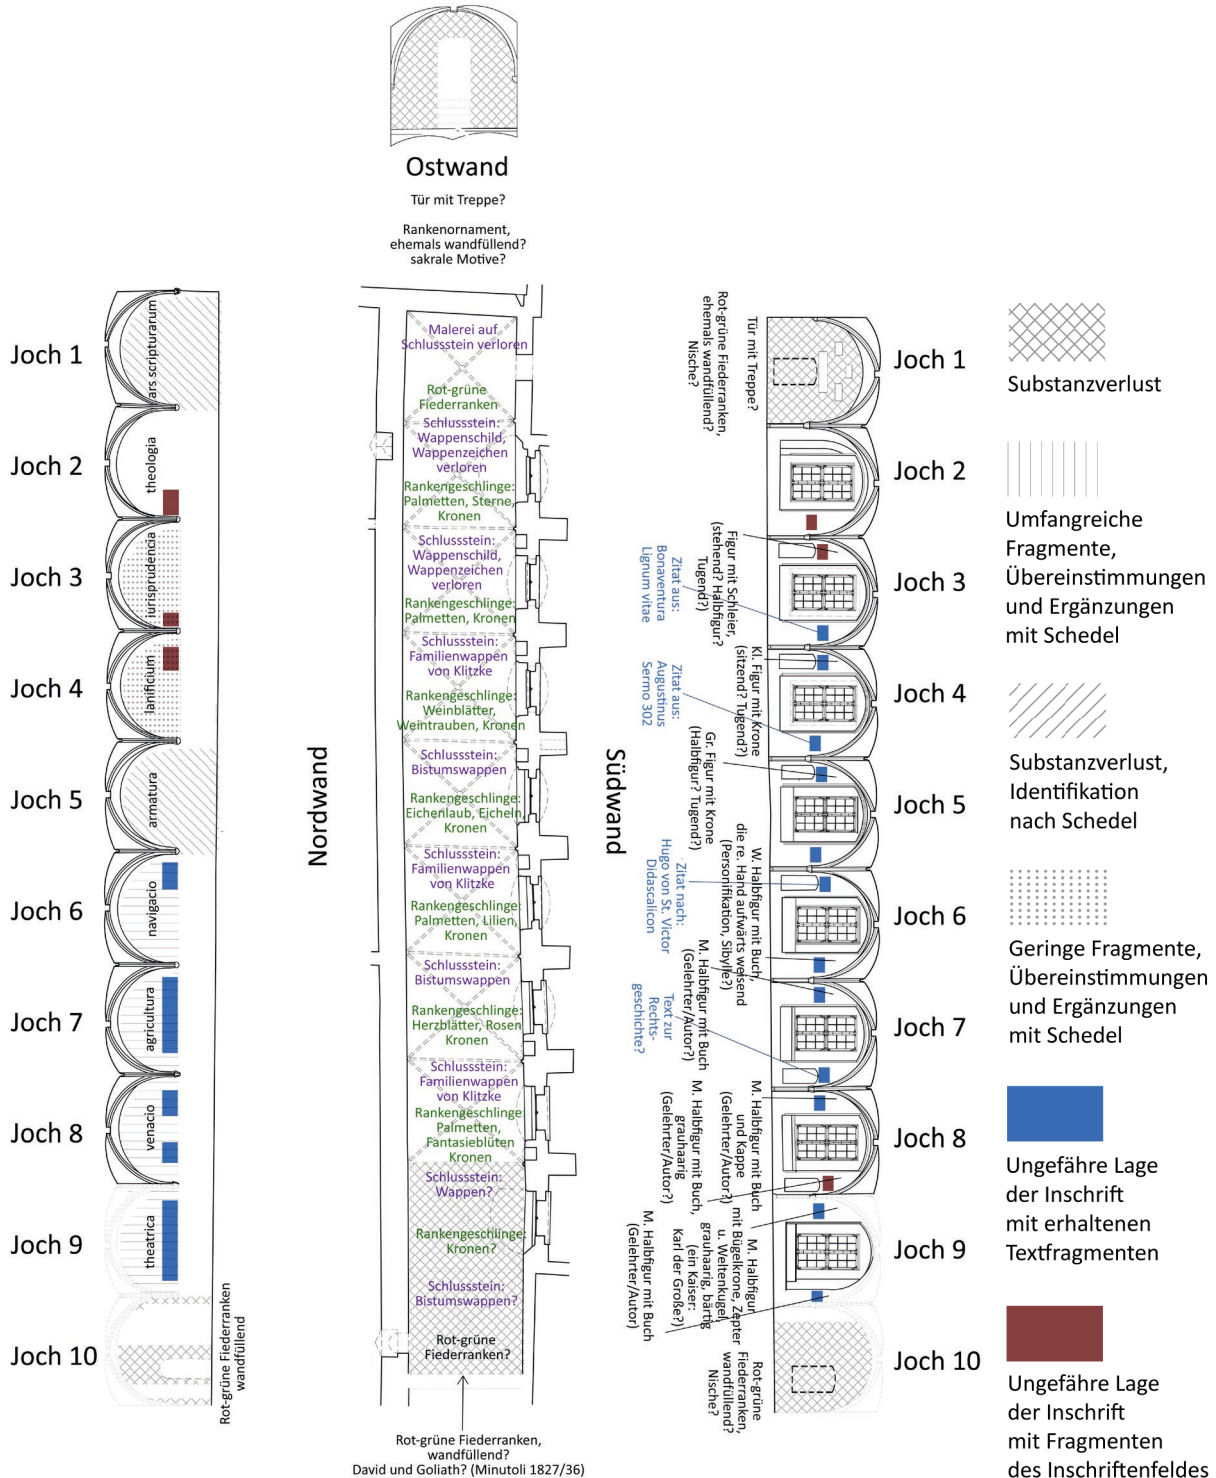 Ostwand
Tür mit Treppe?
Rankenornament,
ehemals wandfüllend?
sakrale Motive?
Joch 1
Joch 2
Joch 3
Joch 4
Joch 5
Joch 6
Joch 7
Joch 8
Joch 9
Joch 10
ars scripturarum
theologia
jurisprudencia
lanificium
armatura
navigacio
agricultura
venacio
theatrica
Rot-grüne Fiederranken
wandfüllend
Nordwand
Malerei auf
Schlussstein verloren
Rot-grüne
Fiederranken
Schlussstein:
Wappenschild,
Wappenzeichen
verloren
Rankengeschlinge:
Palmetten, Sterne,
Kronen
Schlussstein:
Wappenschild,
Wappenzeichen
verloren
Rankengeschlinge:
Palmetten, Kronen
Schlussstein:
Familienwappen
von Klitzke
Rankengeschlinge:
Weinblätter,
Weintrauben, Kronen
Schlussstein:
Bistumswappen
Rankengeschlinge:
Eichenlaub, Eicheln,
Kronen
Schlussstein:
Familienwappen
von Klitzke
Rankengeschlinge:
Palmetten, Lilien,
Kronen
Schlussstein:
Bistumswappen
Rankengeschlinge:
Herzblätter, Rosen
Kronen
Schlussstein:
Familienwappen
von Klitzke
Rankengeschlinge:
Palmetten,
Fantasieblüten
Kronen
Schlussstein:
Wappen?
Rankengeschlinge:
Kronen?
Schlussstein:
Bistumswappen?
Rot-grüne
Fiederranken?
Rot-grüne Fiederranken,
wandfüllend?
David und Goliath? (Minutoli 1827/36)
Südwand
Tür mit Treppe?
Rot-grüne Fiederranken,
ehemals wandfüllend?
Nische?
Figur mit Schleier,
(stehend? Halbfigur?
Tugend?)
Zitat aus:
Bonaventura
Lignum vitae
Kl. Figur mit Krone
(sitzend? Tugend?)
Zitat aus:
Augustinus
Sermo 302
Gr. Figur mit Krone
(Halbfigur? Tugend?)
W. Halbfigur mit Buch,
die re. Hand aufwärts weisend
(Personifikation, Sibylle?)
Zitat nach:
Hugo von St. Victor
Didascalicon
M. Halbfigur mit Buch
(Gelehrter/Autor?)
Text zur
Rechts-
geschichte?
M. Halbfigur mit Buch
und Kappe
(Gelehrter/Autor?)
M. Halbfigur mit Buch,
grauhaarig
(Gelehrter/Autor?)
M. Halbfigur
mit Bügelkrone, Zepter
u. Weltenkugel
grauhaarig, bärtig
(ein Kaiser:
Karl der Große?)
M. Halbfigur mit Buch
(Gelehrter/Autor)
Rot-grüne
Fiederranken,
wandfüllend?
Nische?
Joch 1
Joch 2
Joch 3
Joch 4
Joch 5
Joch 6
Joch 7
Joch 8
Joch 9
Joch 10
Substanzverlust
Umfangreiche
Fragmente,
Übereinstimmungen
und Ergänzungen
mit Schedel
Substanzverlust,
Identifikation
nach Schedel
Geringe Fragmente,
Übereinstimmungen
und Ergänzungen
mit Schedel
Ungefähre Lage
der Inschrift
mit erhaltenen
Textfragmenten
Ungefähre Lage
der Inschrift
mit Fragmenten
des Inschriftenfeldes